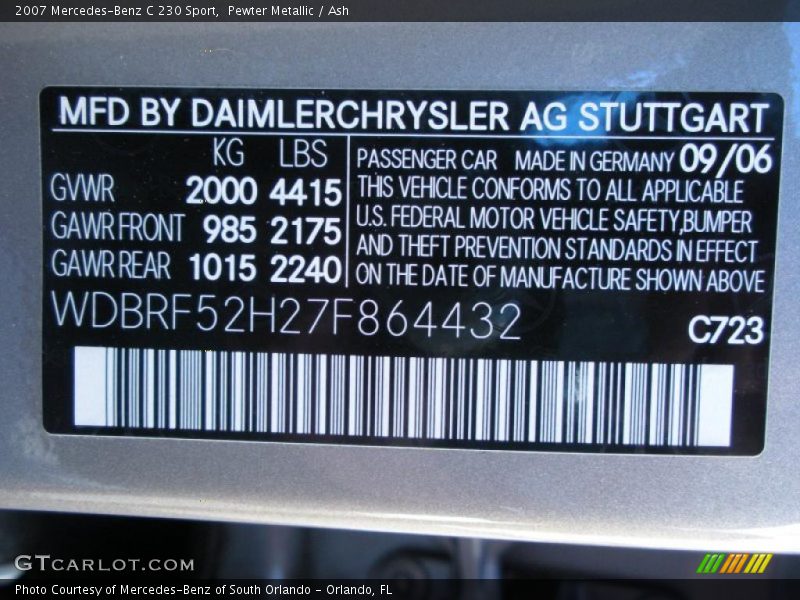 2007 Mercedes-Benz C 230 Sport,  Pewter Metallic / Ash
MFD BY DAIMLERCHRYSLER AG STUTTGART
KG LBS
GVWR 2000 4415
GAWR FRONT 985 2175
GAWR REAR 1015 2240
PASSENGER CAR MADE IN GERMANY 09/06
THIS VEHICLE CONFORMS TO ALL APPLICABLE
U.S. FEDERAL MOTOR VEHICLE SAFETY,BUMPER
AND THEFT PREVENTION STANDARDS IN EFFECT
ON THE DATE OF MANUFACTURE SHOWN ABOVE
WDBRF52H27F864432
C723
GTCARLOT.COM
Photo Courtesy of Mercedes-Benz of South Orlando - Orlando, FL